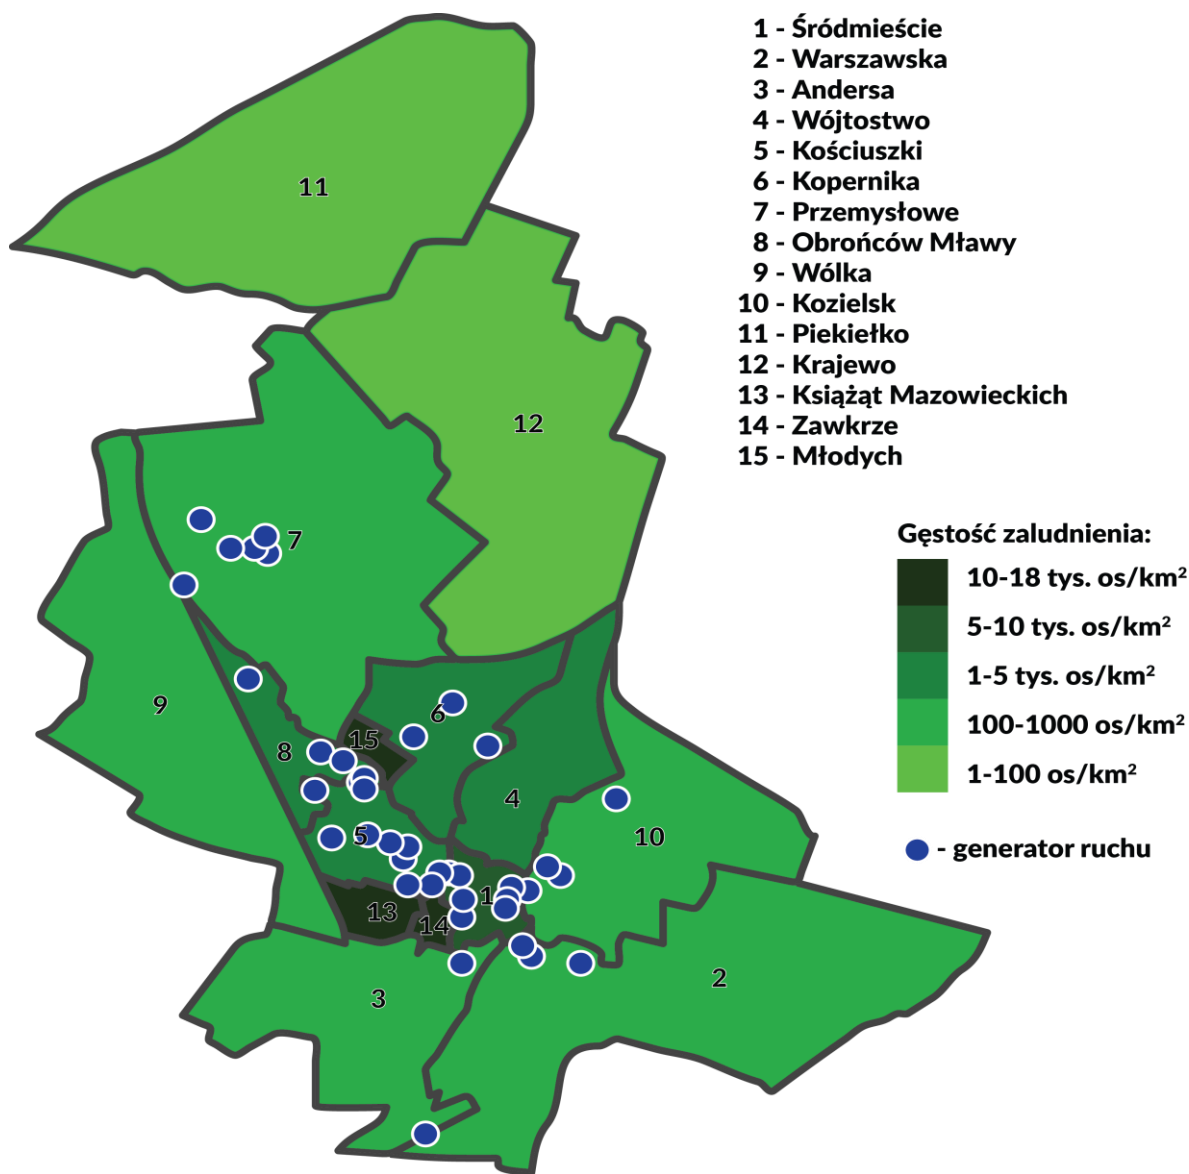 1 - Śródmieście
2 - Warszawska
3 - Andersa
4 - Wójtostwo
5 - Kościuszki
6 - Kopernika
7 - Przemysłowe
8 - Obrońców Mławy
9 - Wólka
10 - Kozielsk
11 - Piekiełko
12 - Krajewo
13 - Książąt Mazowieckich
14 - Zawkrze
15 - Młodych
Gęstość zaludnienia:
10-18 tys. os/km²
5-10 tys. os/km²
1-5 tys. os/km²
100-1000 os/km²
1-100 os/km²
- generator ruchu
11
12
7
9
6
8
15
4
5
10
1
13
14
2
3